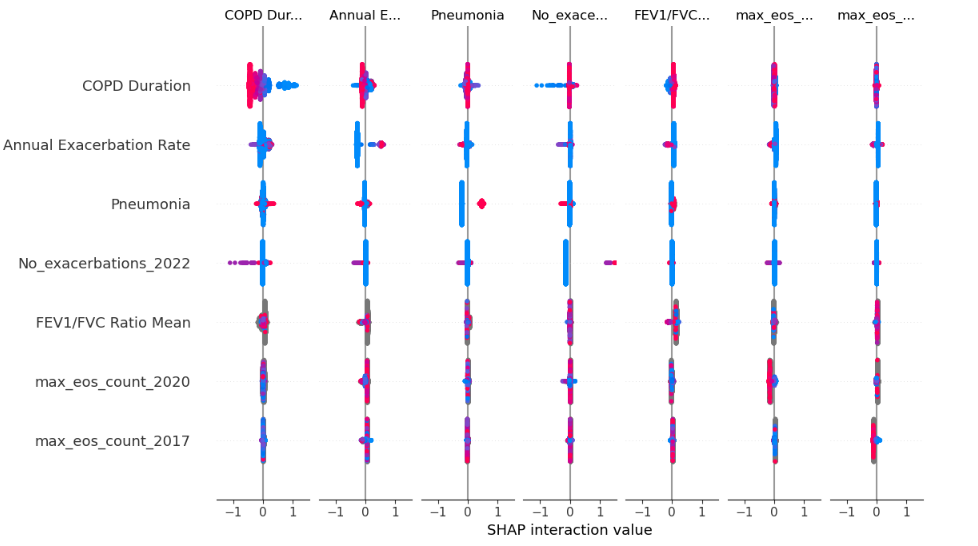 COPD Dur... Annual E... Pneumonia No_exace... FEV1/FVC... max_eos_... max_eos_...
COPD Duration
Annual Exacerbation Rate
Pneumonia
No_exacerbations_2022
FEV1/FVC Ratio Mean
max_eos_count_2020
max_eos_count_2017
−1 0 1 −1 0 1 −1 0 1 −1 0 1 −1 0 1 −1 0 1 −1 0 1
SHAP interaction value